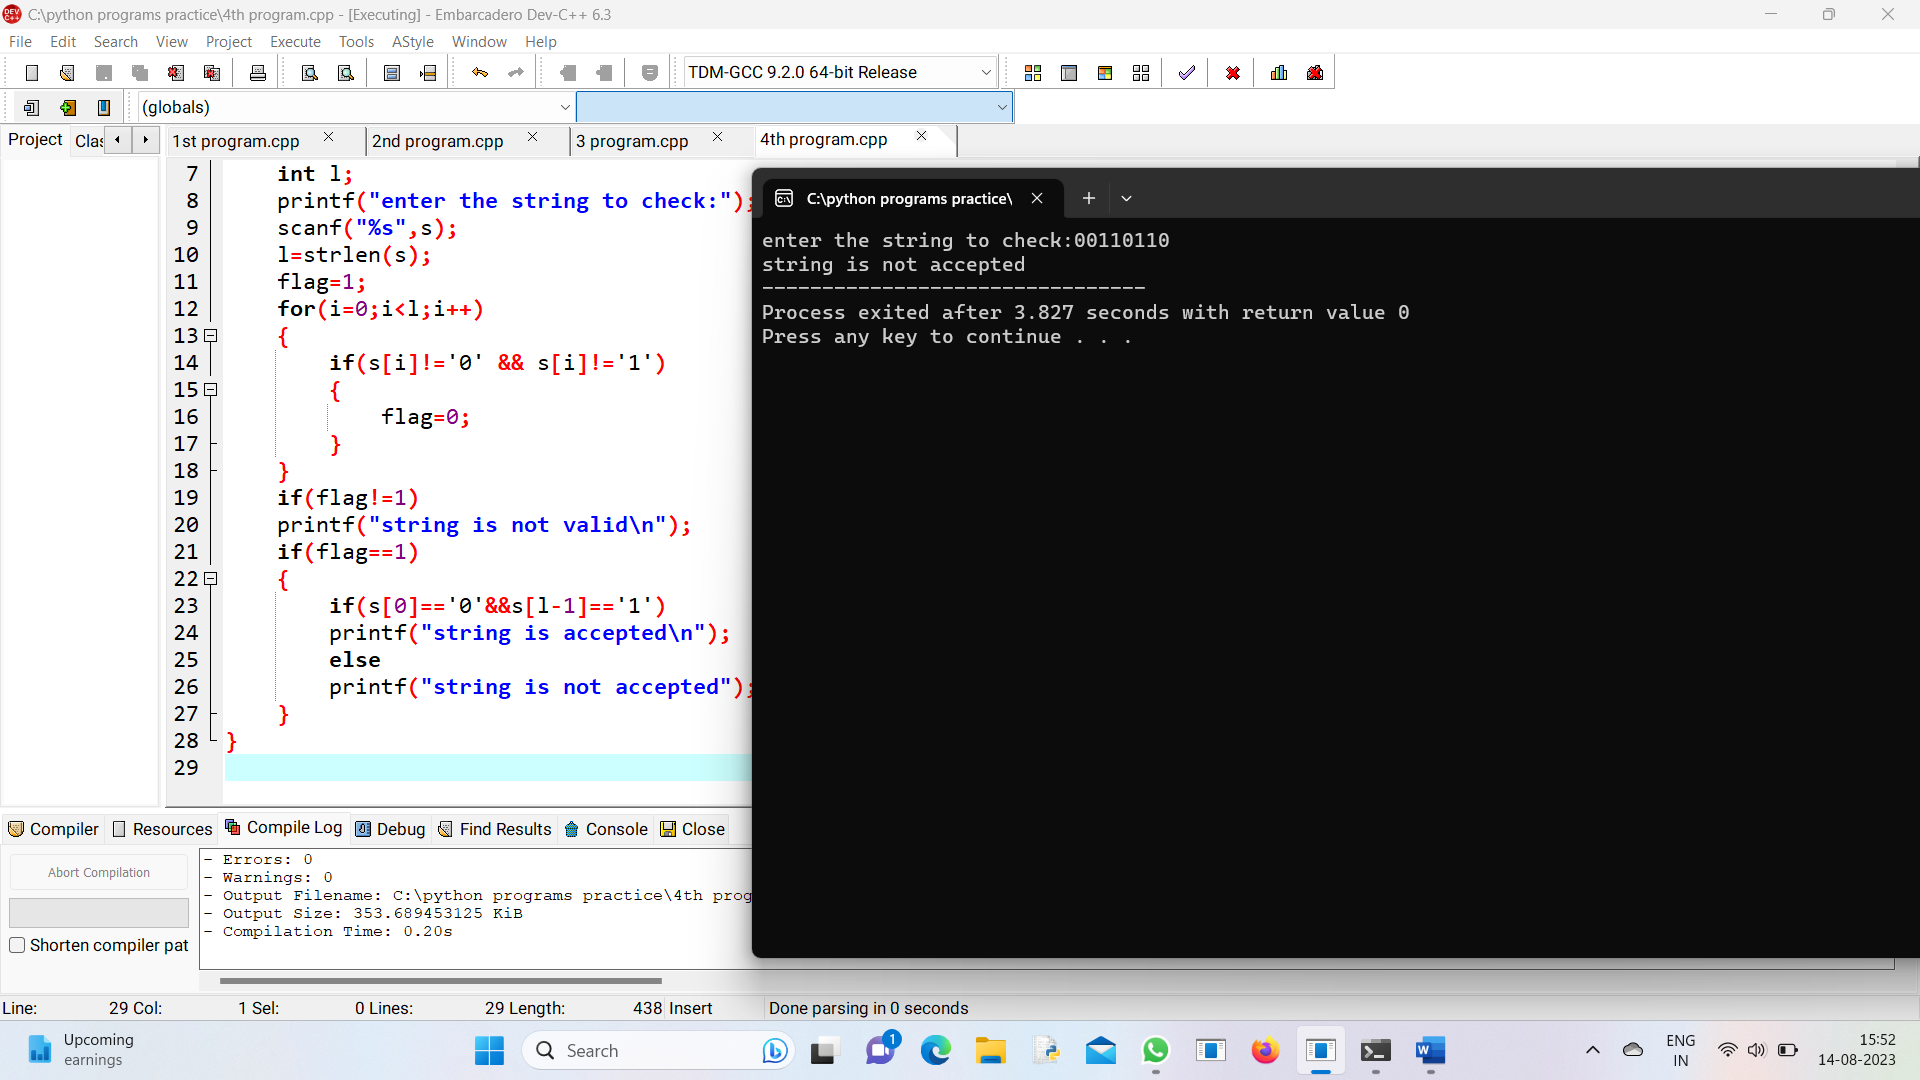 C:\python programs practice\4th program.cpp - [Executing] - Embarcadero Dev-C++ 6.3
File Edit Search View Project Execute Tools AStyle Window Help
TDM-GCC 9.2.0 64-bit Release
(globals)
Project Clas 1st program.cpp 2nd program.cpp 3 program.cpp 4th program.cpp
7 int l;
8 printf("enter the string to check:");
9 scanf("%s",s);
10 l=strlen(s);
11 flag=1;
12 for(i=0;i<l;i++)
13 {
14 if(s[i]!='0' && s[i]!='1')
15 {
16 flag=0;
17 }
18 }
19 if(flag!=1)
20 printf("string is not valid\n");
21 if(flag==1)
22 {
23 if(s[0]=='0'&&s[l-1]=='1')
24 printf("string is accepted\n");
25 else
26 printf("string is not accepted");
27 }
28 }
29
C:\python programs practice\
enter the string to check:00110110
string is not accepted
--------------------------------
Process exited after 3.827 seconds with return value 0
Press any key to continue . . .
Compiler Resources Compile Log Debug Find Results Console Close
Abort Compilation
Shorten compiler pat
- Errors: 0
- Warnings: 0
- Output Filename: C:\python programs practice\4th prog
- Output Size: 353.689453125 KiB
- Compilation Time: 0.20s
Line: 29 Col: 1 Sel: 0 Lines: 29 Length: 438 Insert Done parsing in 0 seconds
Upcoming
earnings
Search
1
ENG
IN
15:52
14-08-2023